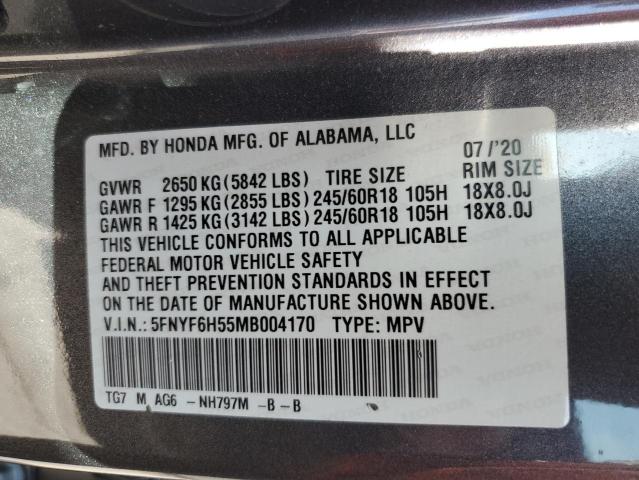 MFD. BY HONDA MFG. OF ALABAMA, LLC 07/'20
GVWR 2650 KG (5842 LBS) TIRE SIZE RIM SIZE
GAWR F 1295 KG (2855 LBS) 245/60R18 105H 18X8.0J
GAWR R 1425 KG (3142 LBS) 245/60R18 105H 18X8.0J
THIS VEHICLE CONFORMS TO ALL APPLICABLE
FEDERAL MOTOR VEHICLE SAFETY
AND THEFT PREVENTION STANDARDS IN EFFECT
ON THE DATE OF MANUFACTURE SHOWN ABOVE.
V.I.N.: 5FNYF6H55MB004170 TYPE: MPV
TG7 M AG6 - NH797M - B - B